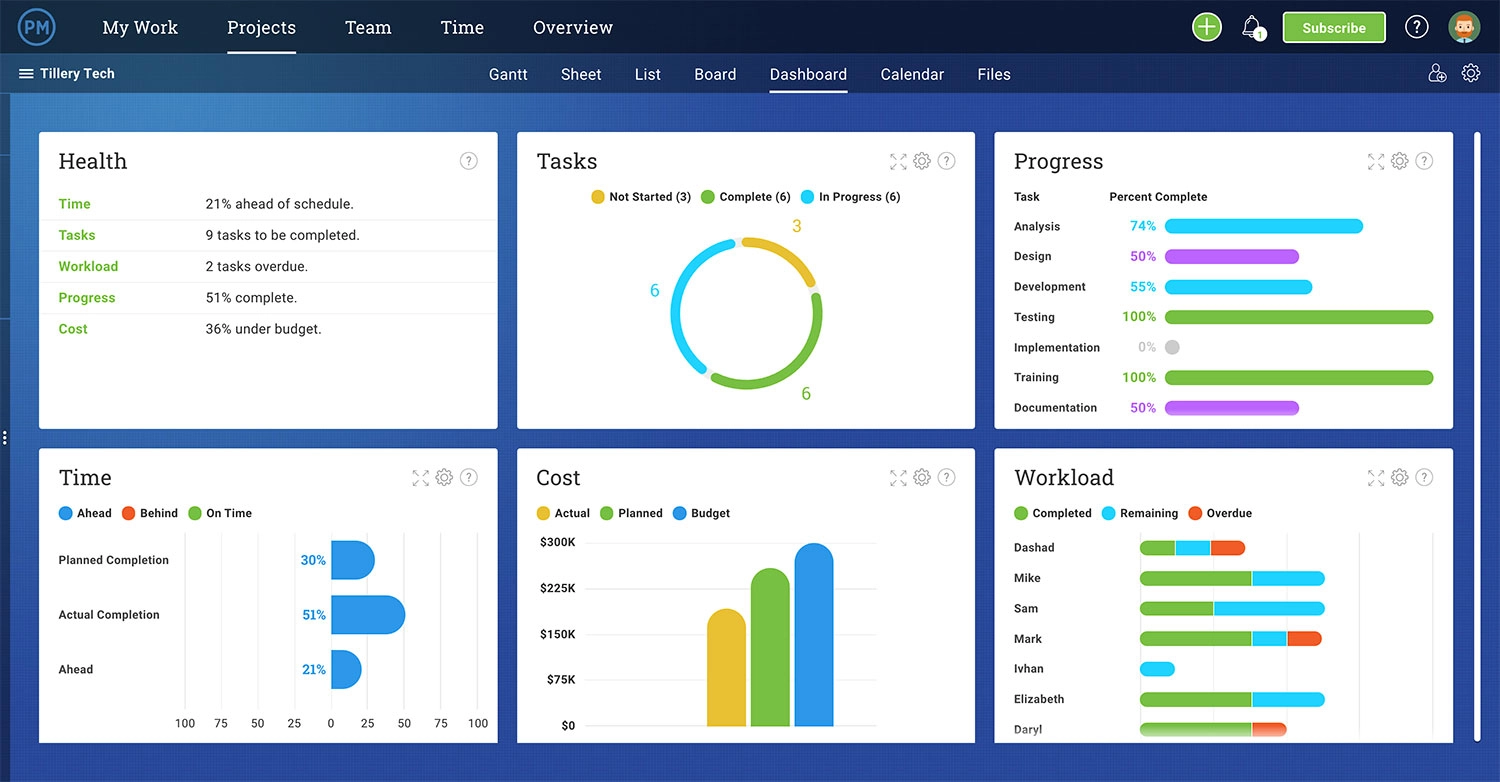 PM My Work Projects Team Time Overview 1 Subscribe ?
Tillery Tech Gantt Sheet List Board Dashboard Calendar Files
Health ?
Time 21% ahead of schedule.
Tasks 9 tasks to be completed.
Workload 2 tasks overdue.
Progress 51% complete.
Cost 36% under budget.
Tasks ?
Not Started (3) Complete (6) In Progress (6)
3
6
6
Progress ?
Task Percent Complete
Analysis 74%
Design 50%
Development 55%
Testing 100%
Implementation 0%
Training 100%
Documentation 50%
Time ?
Ahead Behind On Time
Planned Completion 30%
Actual Completion 51%
Ahead 21%
100 75 50 25 0 25 50 75 100
Cost ?
Actual Planned Budget
$300K
$225K
$150K
$75K
$0
Workload ?
Completed Remaining Overdue
Dashad
Mike
Sam
Mark
Ivhan
Elizabeth
Daryl